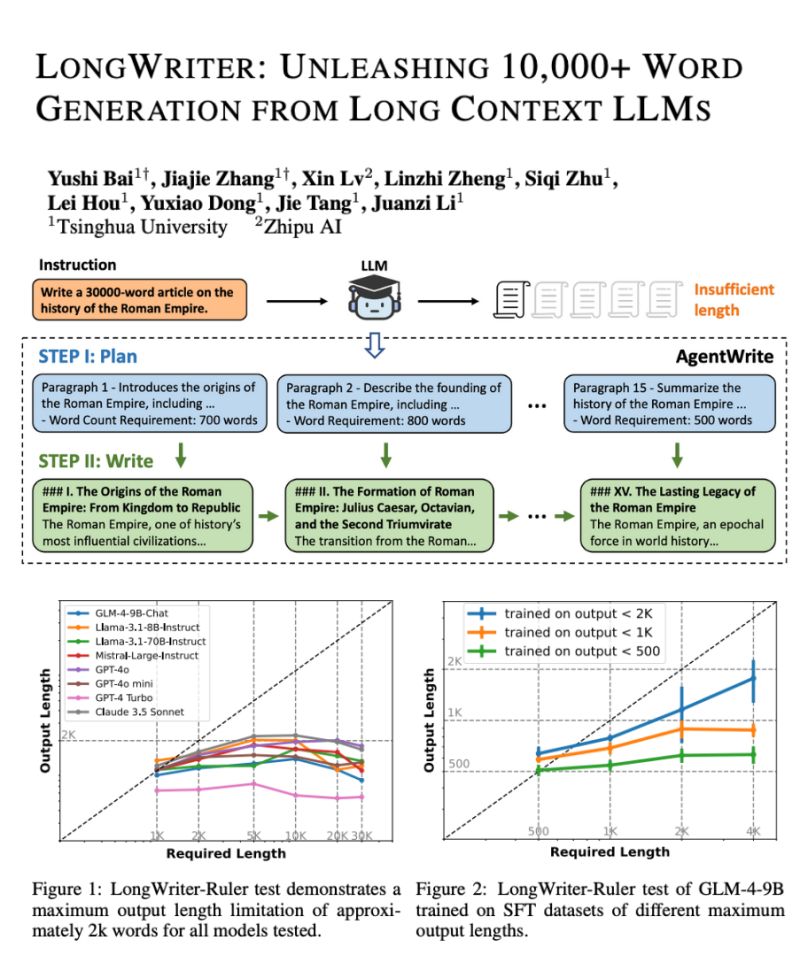 LONGWRITER: UNLEASHING 10,000+ WORD
GENERATION FROM LONG CONTEXT LLMS
Yushi Bai¹†, Jiajie Zhang¹†, Xin Lv², Linzhi Zheng¹, Siqi Zhu¹,
Lei Hou¹, Yuxiao Dong¹, Jie Tang¹, Juanzi Li¹
¹Tsinghua University ²Zhipu AI
Instruction
Write a 30000-word article on the
history of the Roman Empire.
LLM
Insufficient
length
STEP I: Plan
AgentWrite
Paragraph 1 - Introduces the origins of
the Roman Empire, including ...
- Word Count Requirement: 700 words
Paragraph 2 - Describe the founding of
the Roman Empire, including ...
- Word Requirement: 800 words
...
Paragraph 15 - Summarize the
history of the Roman Empire ...
- Word Requirement: 500 words
STEP II: Write
### I. The Origins of the Roman
Empire: From Kingdom to Republic
The Roman Empire, one of history's
most influential civilizations...
### II. The Formation of Roman
Empire: Julius Caesar, Octavian,
and the Second Triumvirate
The transition from the Roman...
...
### XV. The Lasting Legacy of
the Roman Empire
The Roman Empire, an epochal
force in world history...
GLM-4-9B-Chat
Llama-3.1-8B-Instruct
Llama-3.1-70B-Instruct
Mistral-Large-Instruct
GPT-4o
GPT-4o mini
GPT-4 Turbo
Claude 3.5 Sonnet
Output Length
2K
1K 2K 5K 10K 20K 30K
Required Length
trained on output < 2K
trained on output < 1K
trained on output < 500
Output Length
2K
1K
500
500 1K 2K 4K
Required Length
Figure 1: LongWriter-Ruler test demonstrates a
maximum output length limitation of approxi-
mately 2k words for all models tested.
Figure 2: LongWriter-Ruler test of GLM-4-9B
trained on SFT datasets of different maximum
output lengths.